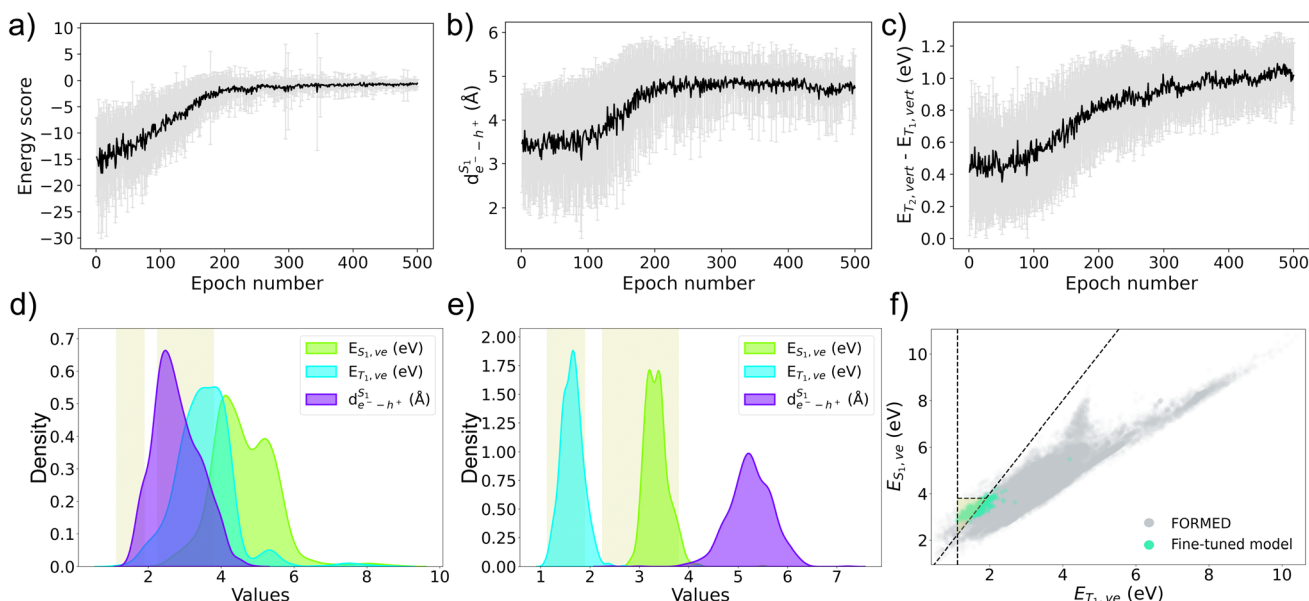 a)
Energy score
10
5
0
−5
−10
−15
−20
−25
−30
0 100 200 300 400 500
Epoch number
b)
d^{S_1}_{e^- - h^+} (Å)
6
5
4
3
2
0 100 200 300 400 500
Epoch number
c)
E_{T_2, vert} - E_{T_1, vert} (eV)
1.2
1.0
0.8
0.6
0.4
0.2
0.0
0 100 200 300 400 500
Epoch number
d)
Density
0.7
0.6
0.5
0.4
0.3
0.2
0.1
0.0
E_{S_1, ve} (eV)
E_{T_1, ve} (eV)
d^{S_1}_{e^- - h^+} (Å)
2 4 6 8 10
Values
e)
Density
2.00
1.75
1.50
1.25
1.00
0.75
0.50
0.25
0.00
E_{S_1, ve} (eV)
E_{T_1, ve} (eV)
d^{S_1}_{e^- - h^+} (Å)
1 2 3 4 5 6 7
Values
f)
E_{S_1, ve} (eV)
10
8
6
4
2
FORMED
Fine-tuned model
2 4 6 8 10
E_{T_1, ve} (eV)